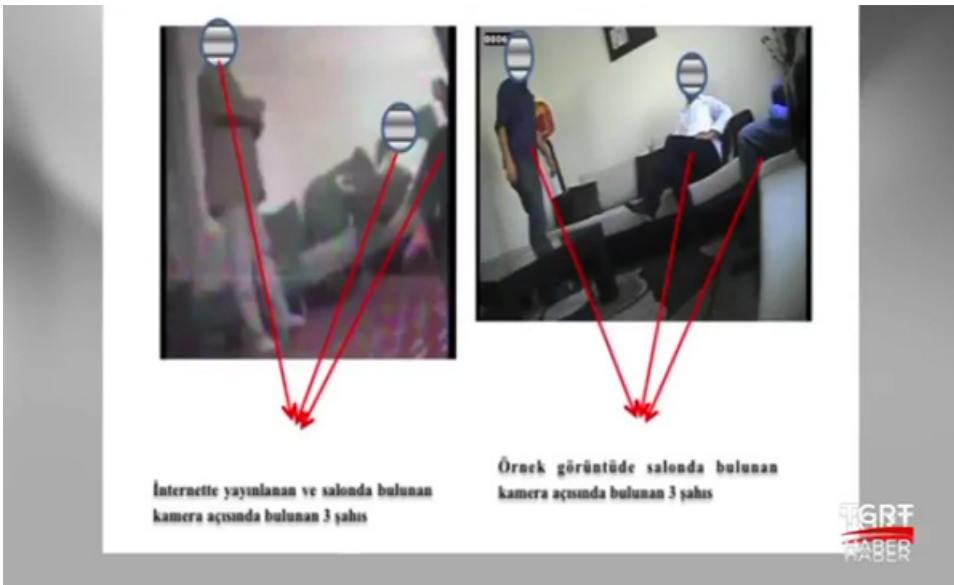 İnternette yayınlanan ve salonda bulunan
kamera açısında bulunan 3 şahıs
Örnek görüntüde salonda bulunan
kamera açısında bulunan 3 şahıs
TGRT
HABER